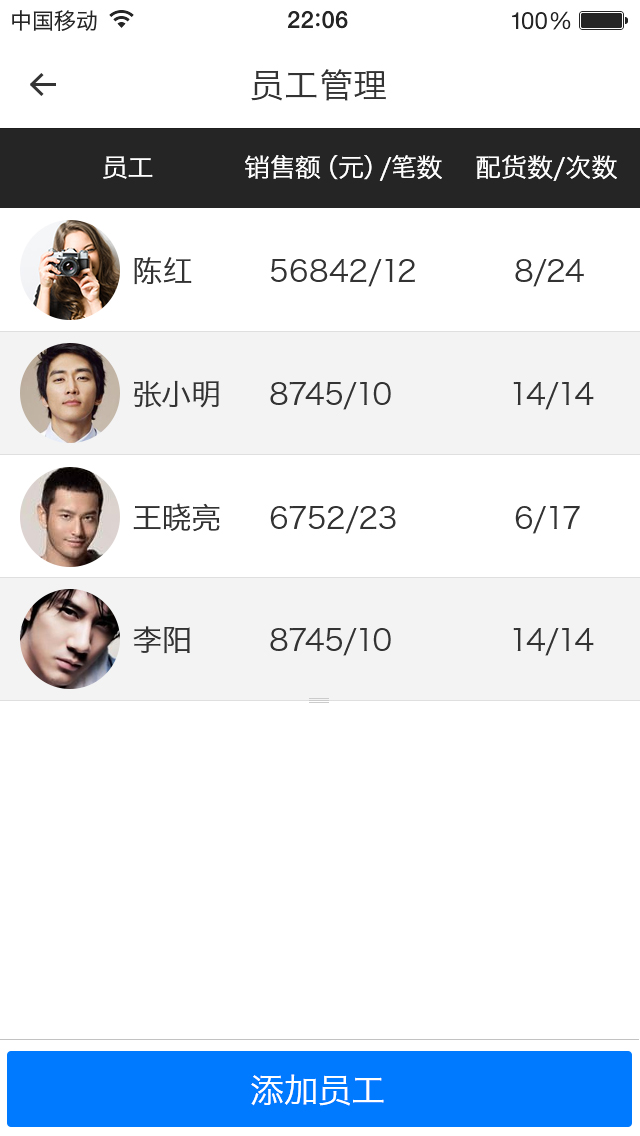 中国移动 22:06 100%
员工管理
员工 销售额(元)/笔数 配货数/次数
陈红 56842/12 8/24
张小明 8745/10 14/14
王晓亮 6752/23 6/17
李阳 8745/10 14/14
添加员工